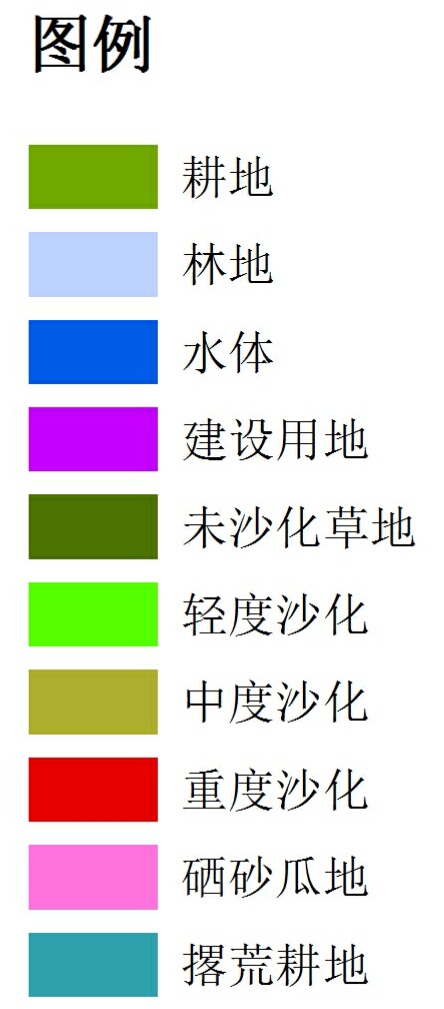 图例
耕地
林地
水体
建设用地
未沙化草地
轻度沙化
中度沙化
重度沙化
硒砂瓜地
撂荒耕地